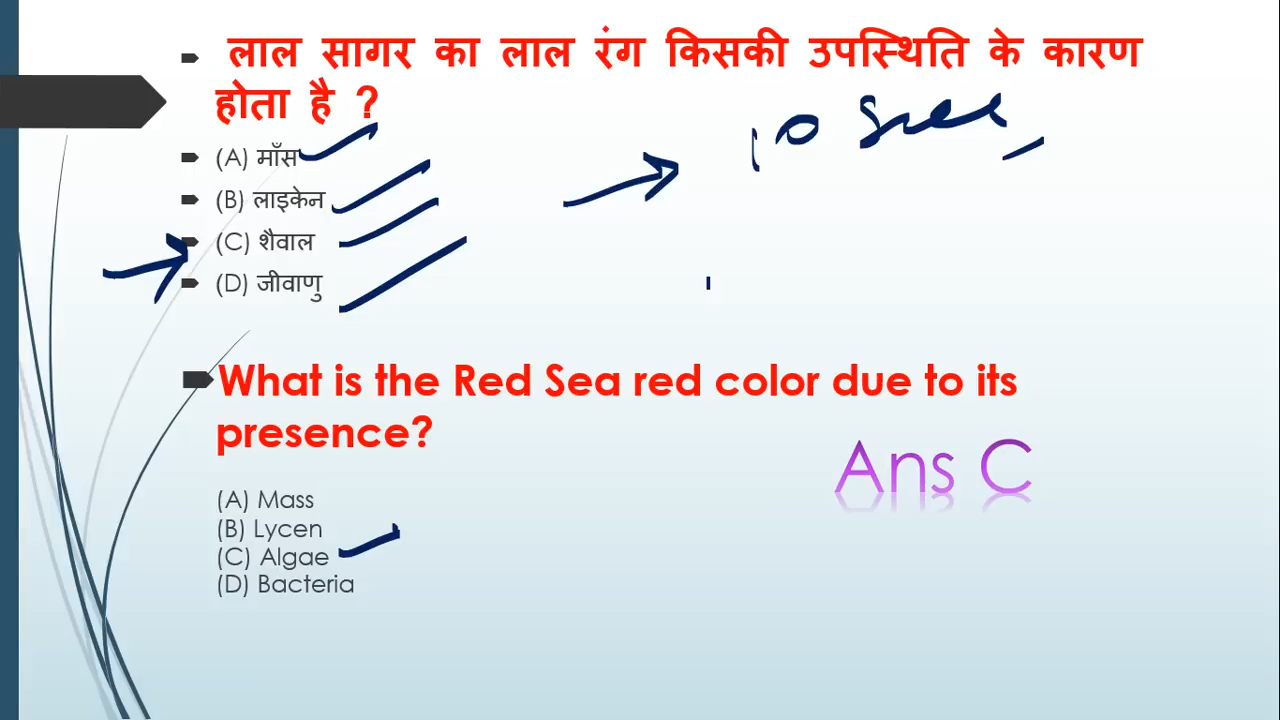 लाल सागर का लाल रंग किसकी उपस्थिति के कारण
होता है ?
(A) माँस
(B) लाइकेन
(C) शैवाल
(D) जीवाणु
10
What is the Red Sea red color due to its
presence?
Ans C
(A) Mass
(B) Lycen
(C) Algae
(D) Bacteria